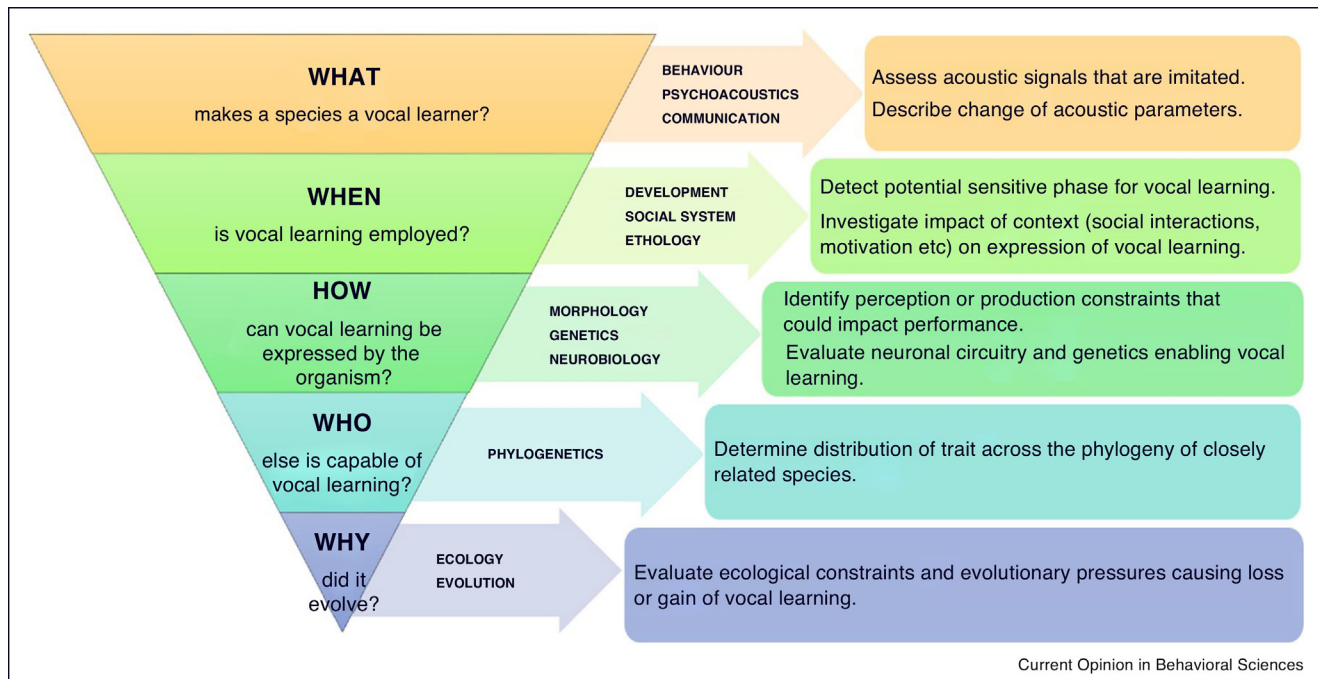 WHAT
makes a species a vocal learner?
BEHAVIOUR
PSYCHOACOUSTICS
COMMUNICATION
Assess acoustic signals that are imitated.
Describe change of acoustic parameters.
WHEN
is vocal learning employed?
DEVELOPMENT
SOCIAL SYSTEM
ETHOLOGY
Detect potential sensitive phase for vocal learning.
Investigate impact of context (social interactions,
motivation etc) on expression of vocal learning.
HOW
can vocal learning be
expressed by the
organism?
MORPHOLOGY
GENETICS
NEUROBIOLOGY
Identify perception or production constraints that
could impact performance.
Evaluate neuronal circuitry and genetics enabling vocal
learning.
WHO
else is capable of
vocal learning?
PHYLOGENETICS
Determine distribution of trait across the phylogeny of closely
related species.
WHY
did it
evolve?
ECOLOGY
EVOLUTION
Evaluate ecological constraints and evolutionary pressures causing loss
or gain of vocal learning.
Current Opinion in Behavioral Sciences